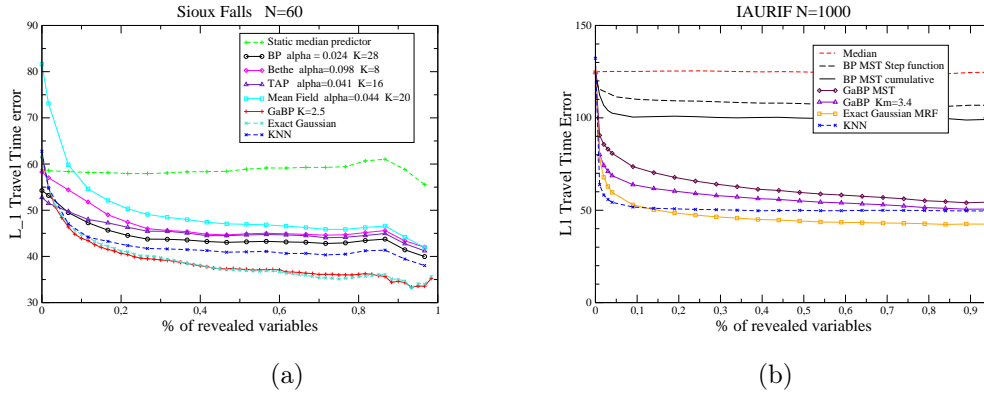 Sioux Falls N=60
90
80
70
60
50
40
30
L_1 Travel Time error
Static median predictor
BP alpha = 0.024 K=28
Bethe alpha=0.098 K=8
TAP alpha=0.041 K=16
Mean Field alpha=0.044 K=20
GaBP K=2.5
Exact Gaussian
KNN
0 0,2 0,4 0,6 0,8 1
% of revealed variables
(a)
IAURIF N=1000
150
100
50
0
L1 Travel Time Error
Median
BP MST Step function
BP MST cumulative
GaBP MST
GaBP Km=3.4
Exact Gaussian MRF
KNN
0 0,1 0,2 0,3 0,4 0,5 0,6 0,7 0,8 0,9
% of revealed variables
(b)